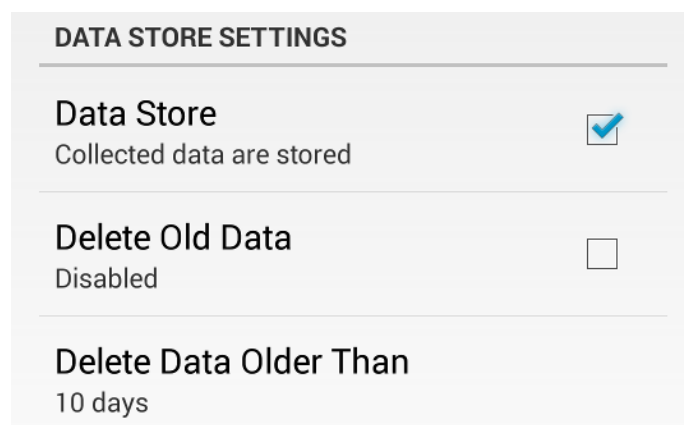 DATA STORE SETTINGS
Data Store
Collected data are stored
Delete Old Data
Disabled
Delete Data Older Than
10 days